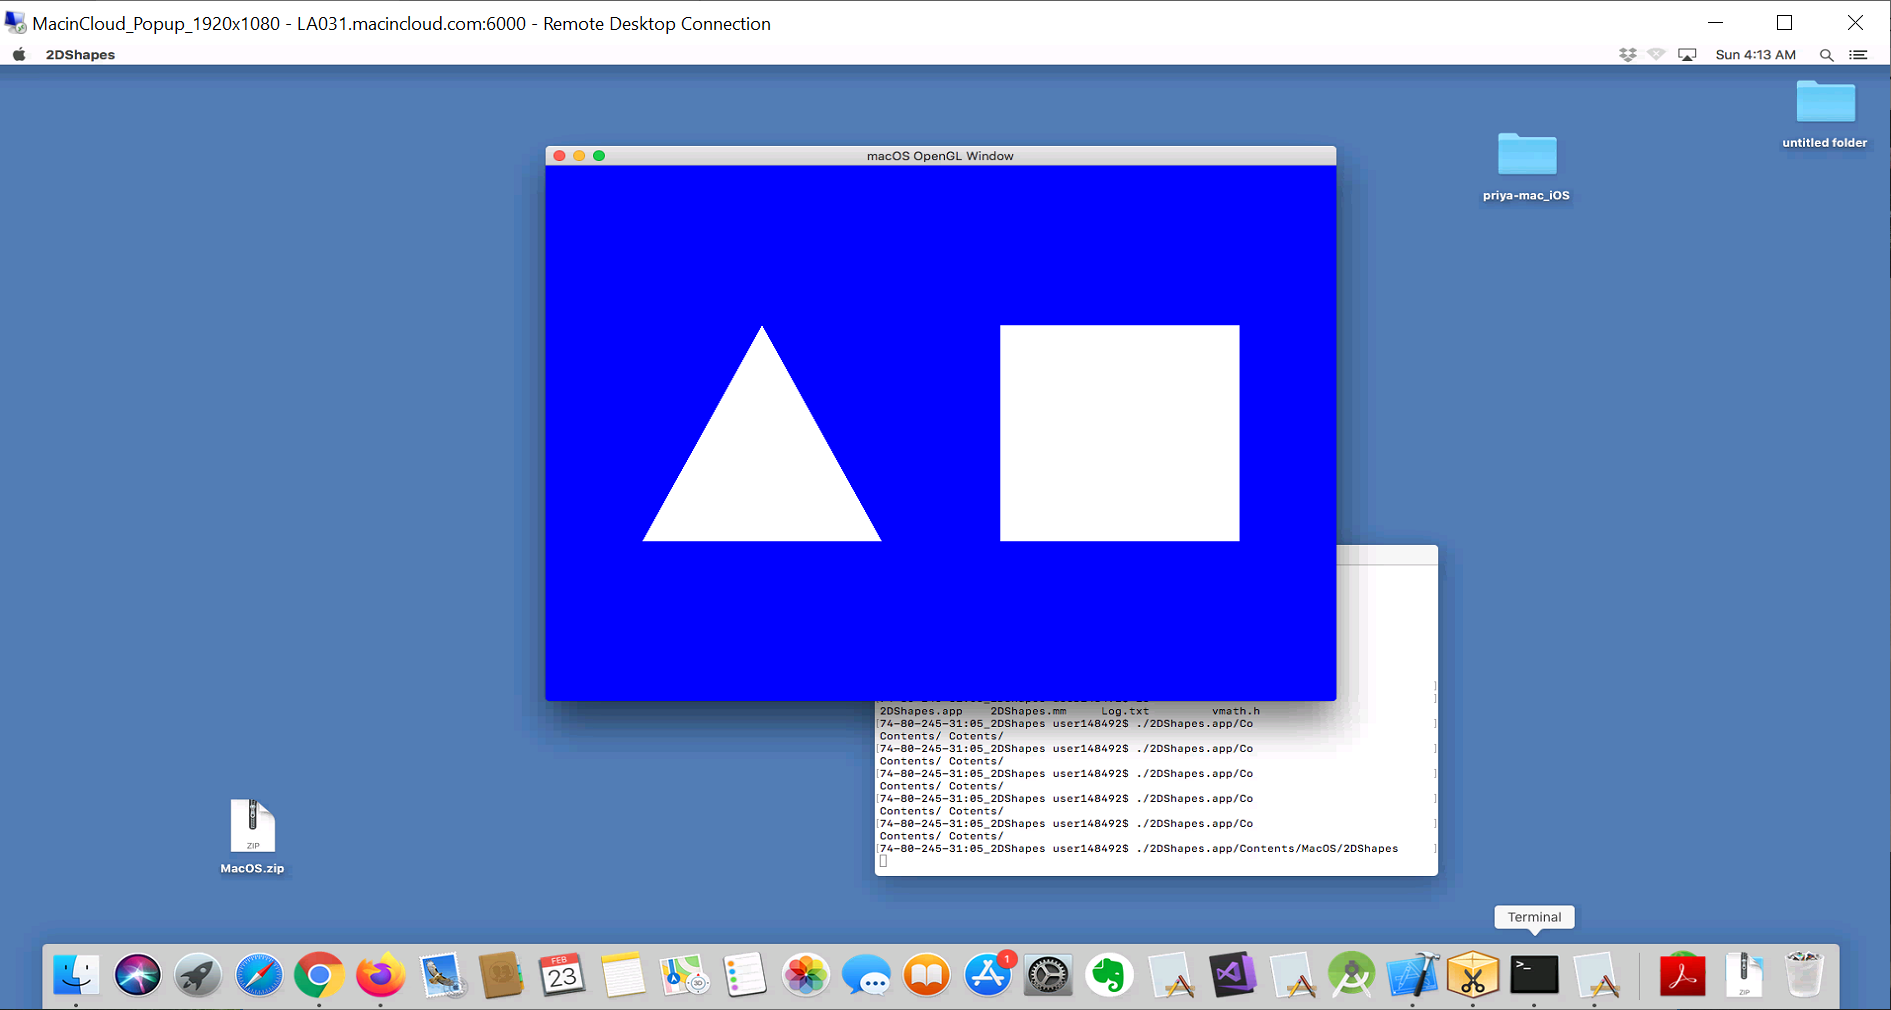 MacinCloud_Popup_1920x1080 - LA031.macincloud.com:6000 - Remote Desktop Connection
2DShapes
Sun 4:13 AM
untitled folder
macOS OpenGL Window
priya-mac_iOS
2DShapes.app 2DShapes.mm Log.txt vmath.h
[74-80-245-31:05_2DShapes user148492$ ./2DShapes.app/Co ]
Contents/ Cotents/
[74-80-245-31:05_2DShapes user148492$ ./2DShapes.app/Co ]
Contents/ Cotents/
[74-80-245-31:05_2DShapes user148492$ ./2DShapes.app/Co ]
Contents/ Cotents/
[74-80-245-31:05_2DShapes user148492$ ./2DShapes.app/Co ]
Contents/ Cotents/
[74-80-245-31:05_2DShapes user148492$ ./2DShapes.app/Co ]
Contents/ Cotents/
[74-80-245-31:05_2DShapes user148492$ ./2DShapes.app/Contents/MacOS/2DShapes ]
ZIP
MacOS.zip
Terminal
FEB
23
3D
1
>_
ZIP